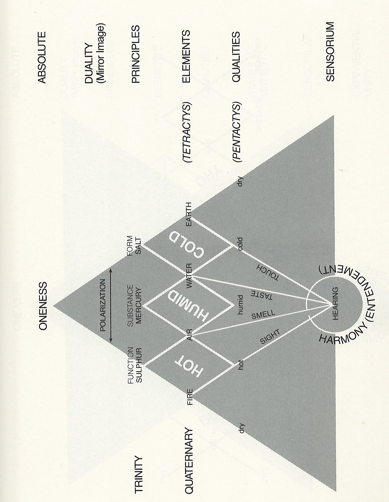 ABSOLUTE
DUALITY
(Mirror Image)
PRINCIPLES
ELEMENTS
QUALITIES
SENSORIUM
(TETRACTYS)
(PENTACTYS)
ONENESS
POLARIZATION
FORM
SALT
SUBSTANCE
MERCURY
FUNCTION
SULPHUR
TRINITY
QUATERNARY
EARTH
WATER
AIR
FIRE
COLD
HUMID
HOT
dry
cold
humid
hot
dry
TOUCH
TASTE
SMELL
SIGHT
HEARING
HARMONY (ENTENDEMENT)